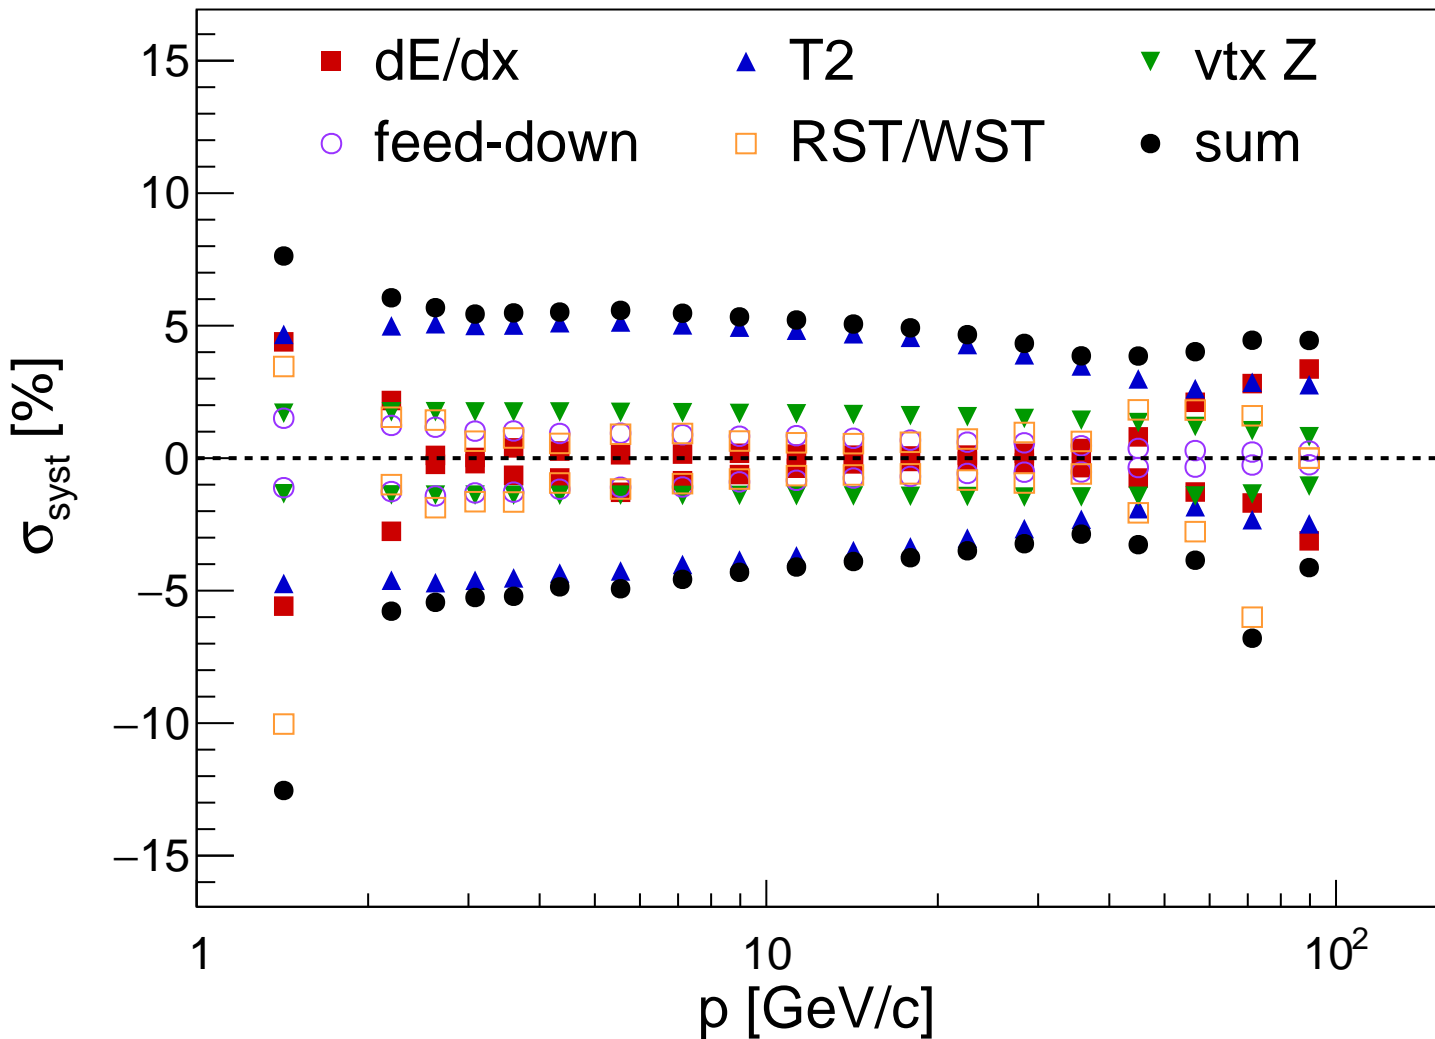 15
10
5
0
−5
−10
−15
σsyst [%]
dE/dx
T2
vtx Z
feed-down
RST/WST
sum
1
10
10²
p [GeV/c]